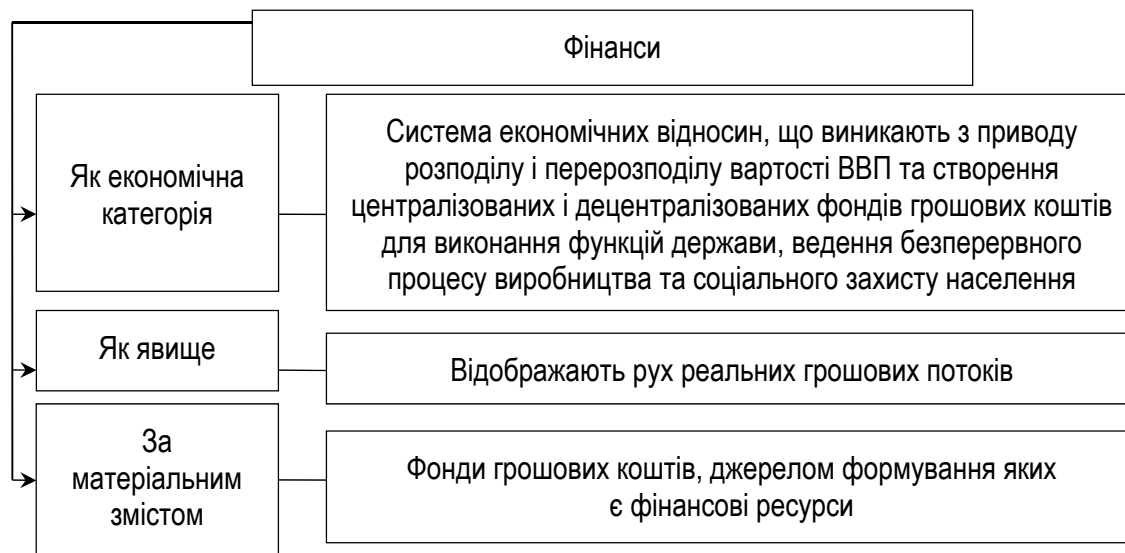 Фінанси
Як економічна
категорія
Система економічних відносин, що виникають з приводу
розподілу і перерозподілу вартості ВВП та створення
централізованих і децентралізованих фондів грошових коштів
для виконання функцій держави, ведення безперервного
процесу виробництва та соціального захисту населення
Як явище
Відображають рух реальних грошових потоків
За
матеріальним
змістом
Фонди грошових коштів, джерелом формування яких
є фінансові ресурси